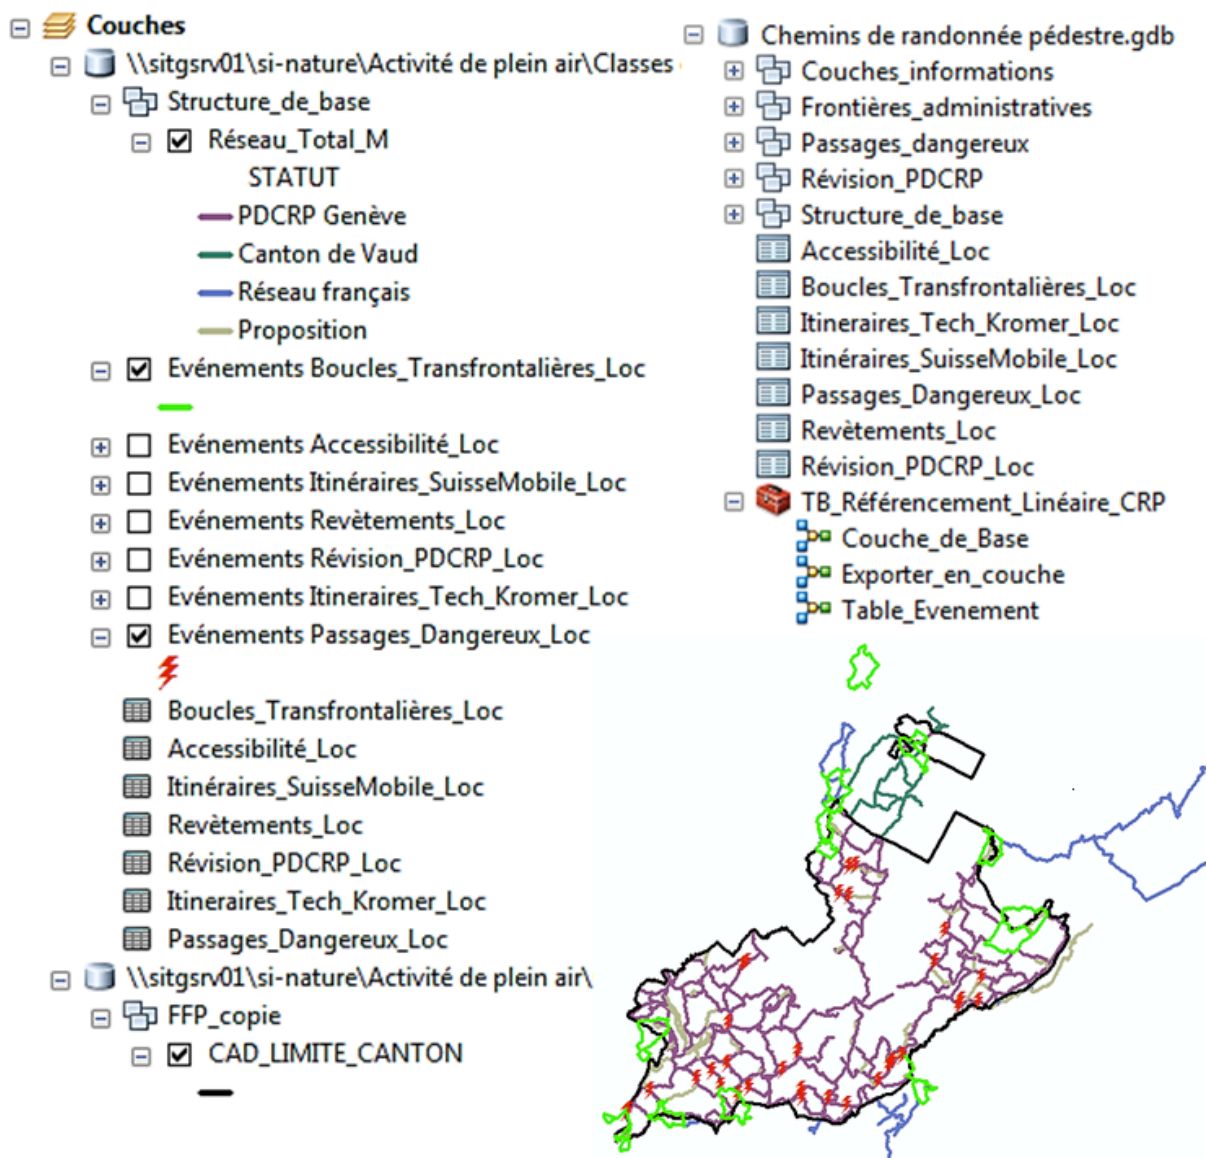 Couches
\\sitgsrv01\si-nature\Activité de plein air\Classes
Structure_de_base
Réseau_Total_M
STATUT
PDCRP Genève
Canton de Vaud
Réseau français
Proposition
Evénements Boucles_Transfrontalières_Loc
Evénements Accessibilité_Loc
Evénements Itinéraires_SuisseMobile_Loc
Evénements Revètements_Loc
Evénements Révision_PDCRP_Loc
Evénements Itineraires_Tech_Kromer_Loc
Evénements Passages_Dangereux_Loc
Boucles_Transfrontalières_Loc
Accessibilité_Loc
Itinéraires_SuisseMobile_Loc
Revètements_Loc
Révision_PDCRP_Loc
Itineraires_Tech_Kromer_Loc
Passages_Dangereux_Loc
\\sitgsrv01\si-nature\Activité de plein air\
FFP_copie
CAD_LIMITE_CANTON
Chemins de randonnée pédestre.gdb
Couches_informations
Frontières_administratives
Passages_dangereux
Révision_PDCRP
Structure_de_base
Accessibilité_Loc
Boucles_Transfrontalières_Loc
Itineraires_Tech_Kromer_Loc
Itinéraires_SuisseMobile_Loc
Passages_Dangereux_Loc
Revètements_Loc
Révision_PDCRP_Loc
TB_Référencement_Linéaire_CRP
Couche_de_Base
Exporter_en_couche
Table_Evenement